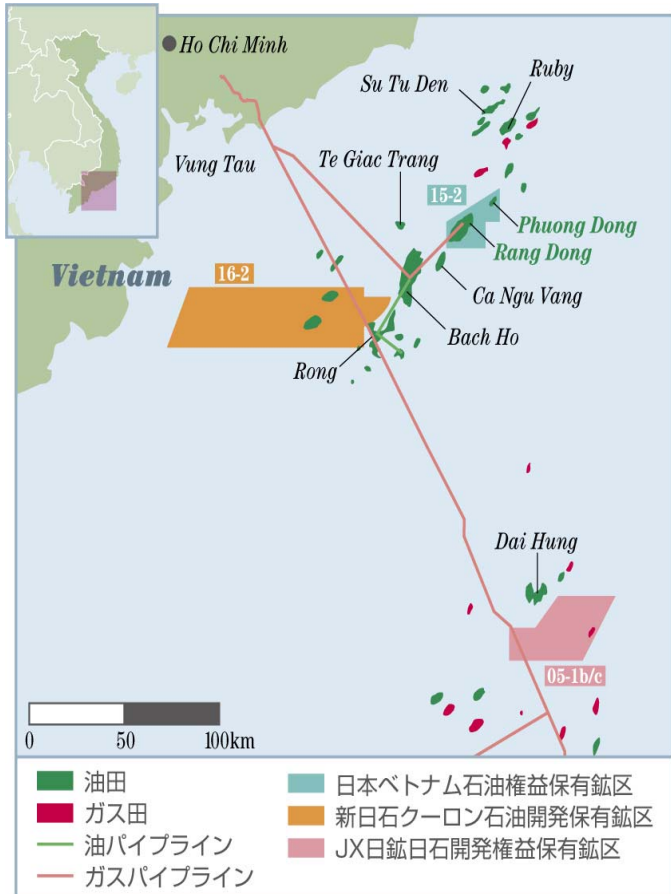 Ho Chi Minh
Ruby
Su Tu Den
Vung Tau
Te Giac Trang
15-2
Phuong Dong
Rang Dong
Vietnam
16-2
Ca Ngu Vang
Bach Ho
Rong
Dai Hung
05-1b/c
0 50 100km
油田
ガス田
油パイプライン
ガスパイプライン
日本ベトナム石油権益保有鉱区
新日石クーロン石油開発保有鉱区
JX日鉱日石開発権益保有鉱区